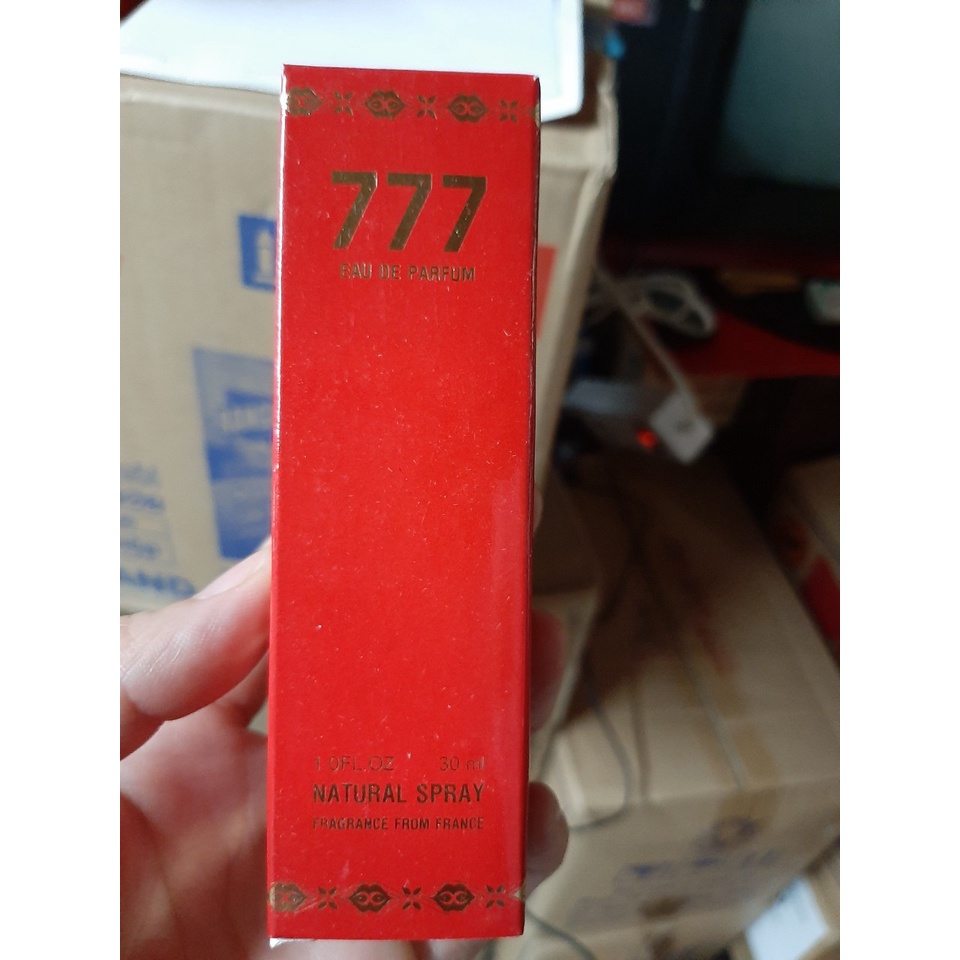 777
EAU DE PARFUM
1.0FL.OZ 30 ml
NATURAL SPRAY
FRAGRANCE FROM FRANCE